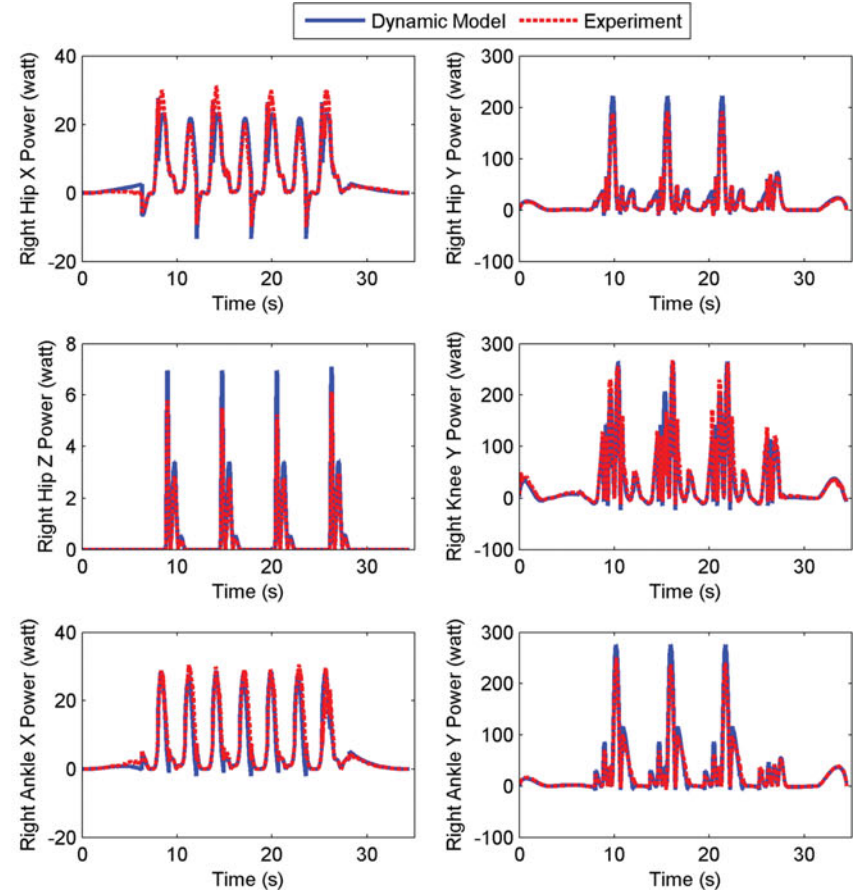 Dynamic Model Experiment
Right Hip X Power (watt)
40
20
0
-20
0 10 20 30
Time (s)
Right Hip Y Power (watt)
300
200
100
0
-100
0 10 20 30
Time (s)
Right Hip Z Power (watt)
8
6
4
2
0
0 10 20 30
Time (s)
Right Knee Y Power (watt)
300
200
100
0
-100
0 10 20 30
Time (s)
Right Ankle X Power (watt)
40
20
0
-20
0 10 20 30
Time (s)
Right Ankle Y Power (watt)
300
200
100
0
-100
0 10 20 30
Time (s)